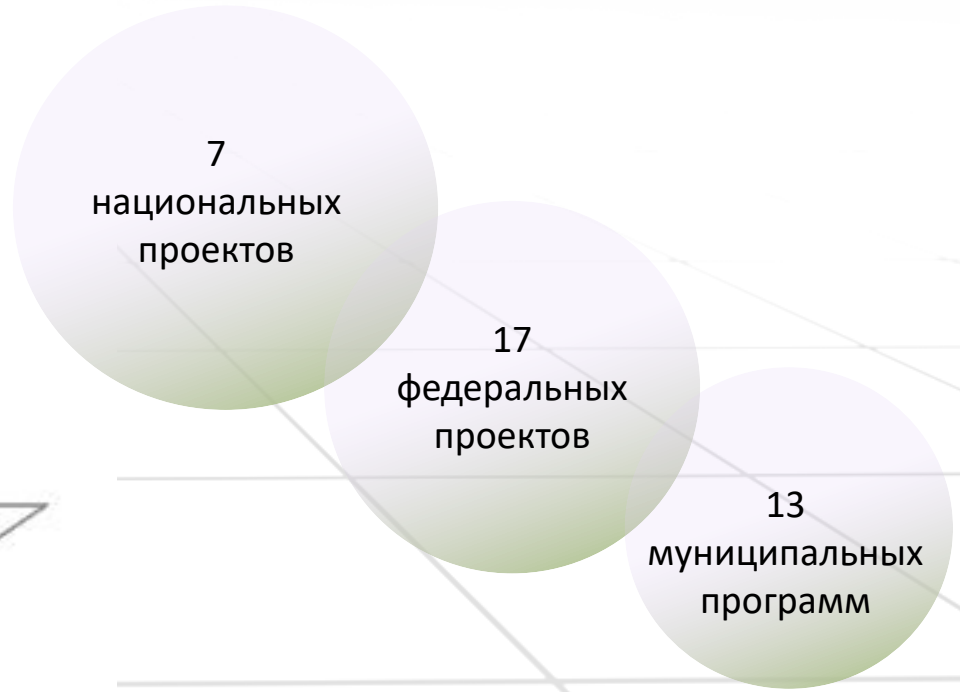 7
национальных
проектов
17
федеральных
проектов
13
муниципальных
программ